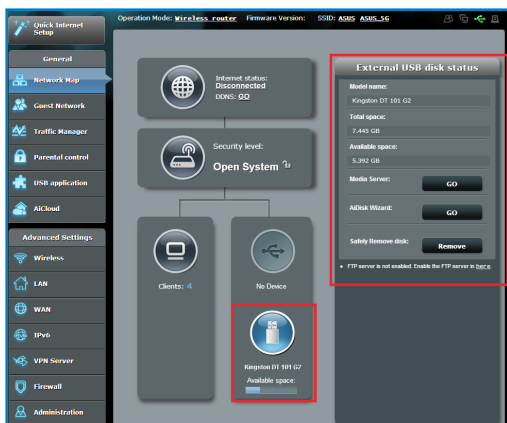 Quick Internet
Setup
Operation Mode: Wireless router Firmware Version: SSID: ASUS ASUS_5G
General
Network Map
Guest Network
Traffic Manager
Parental control
USB application
AiCloud
Advanced Settings
Wireless
LAN
WAN
IPv6
VPN Server
Firewall
Administration
Internet status:
Disconnected
DDNS: GO
Security level:
Open System
Clients: 4
No Device
Kingston DT 101 G2
Available space:
External USB disk status
Model name:
Kingston DT 101 G2
Total space:
7.445 GB
Available space:
5.392 GB
Media Server:
GO
AiDisk Wizard:
GO
Safely Remove disk:
Remove
• FTP server is not enabled. Enable the FTP server in here.